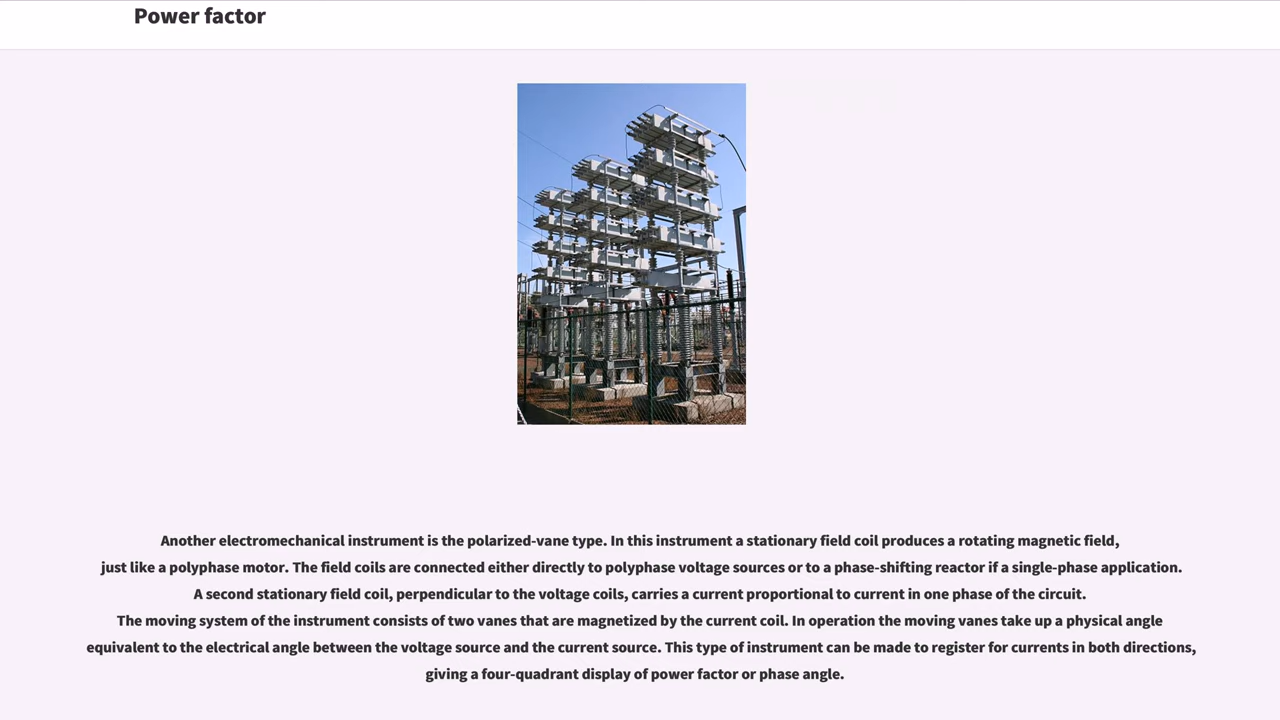 Power factor
Another electromechanical instrument is the polarized-vane type. In this instrument a stationary field coil produces a rotating magnetic field,
just like a polyphase motor. The field coils are connected either directly to polyphase voltage sources or to a phase-shifting reactor if a single-phase application.
A second stationary field coil, perpendicular to the voltage coils, carries a current proportional to current in one phase of the circuit.
The moving system of the instrument consists of two vanes that are magnetized by the current coil. In operation the moving vanes take up a physical angle
equivalent to the electrical angle between the voltage source and the current source. This type of instrument can be made to register for currents in both directions,
giving a four-quadrant display of power factor or phase angle.